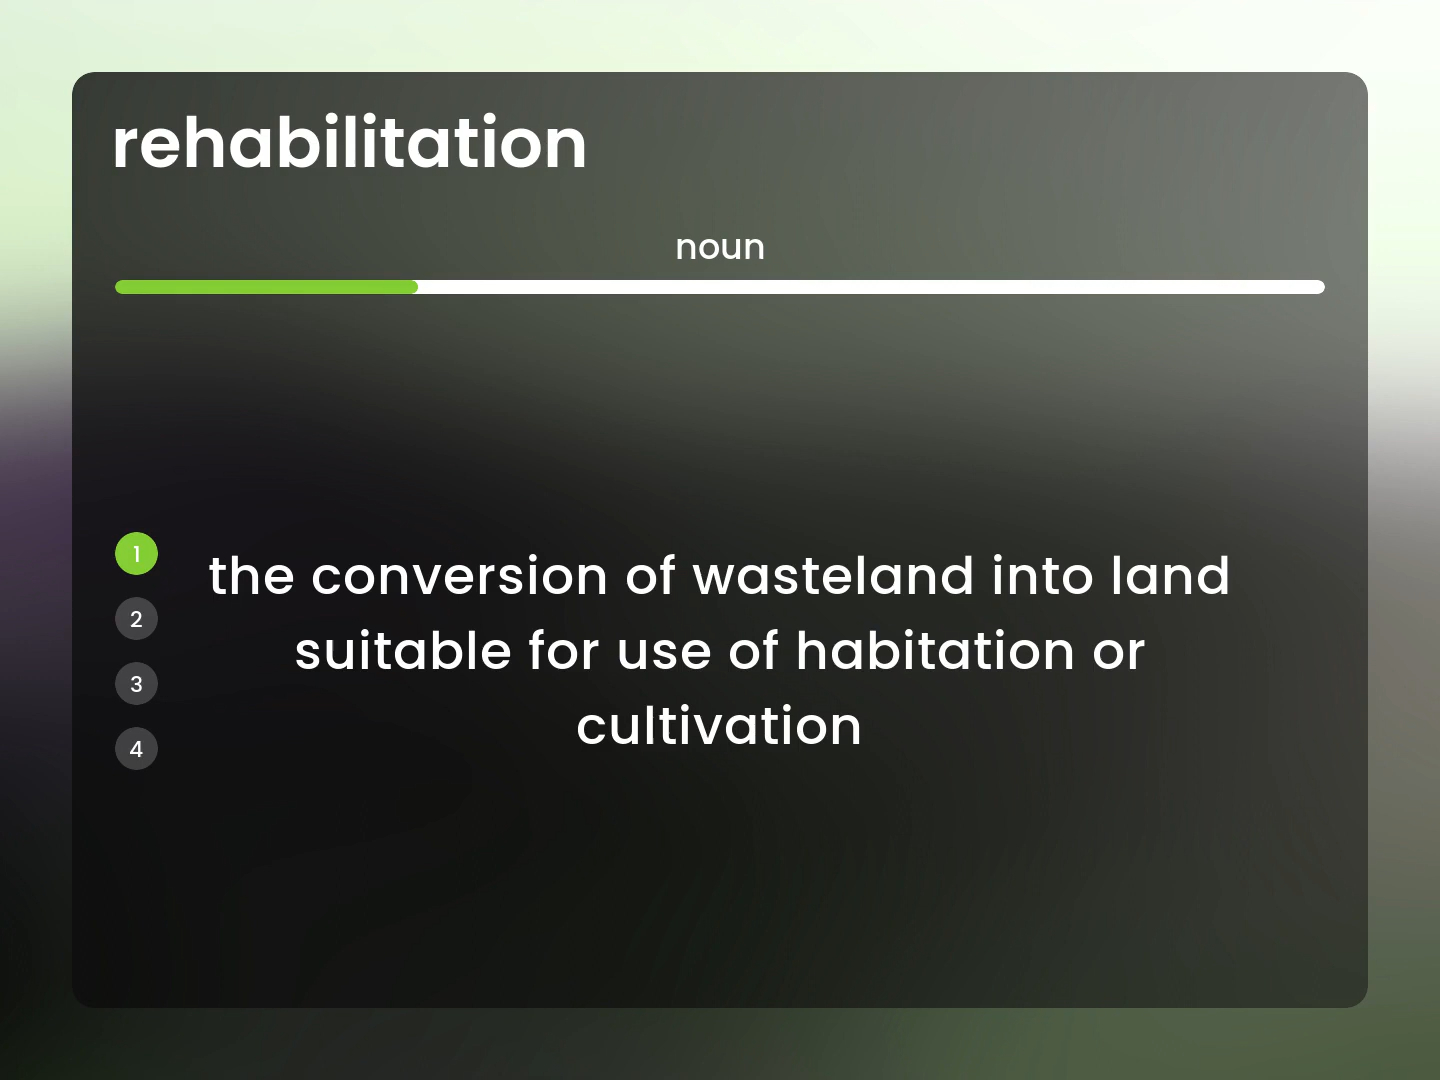 rehabilitation
noun
1
2
3
4
the conversion of wasteland into land
suitable for use of habitation or
cultivation